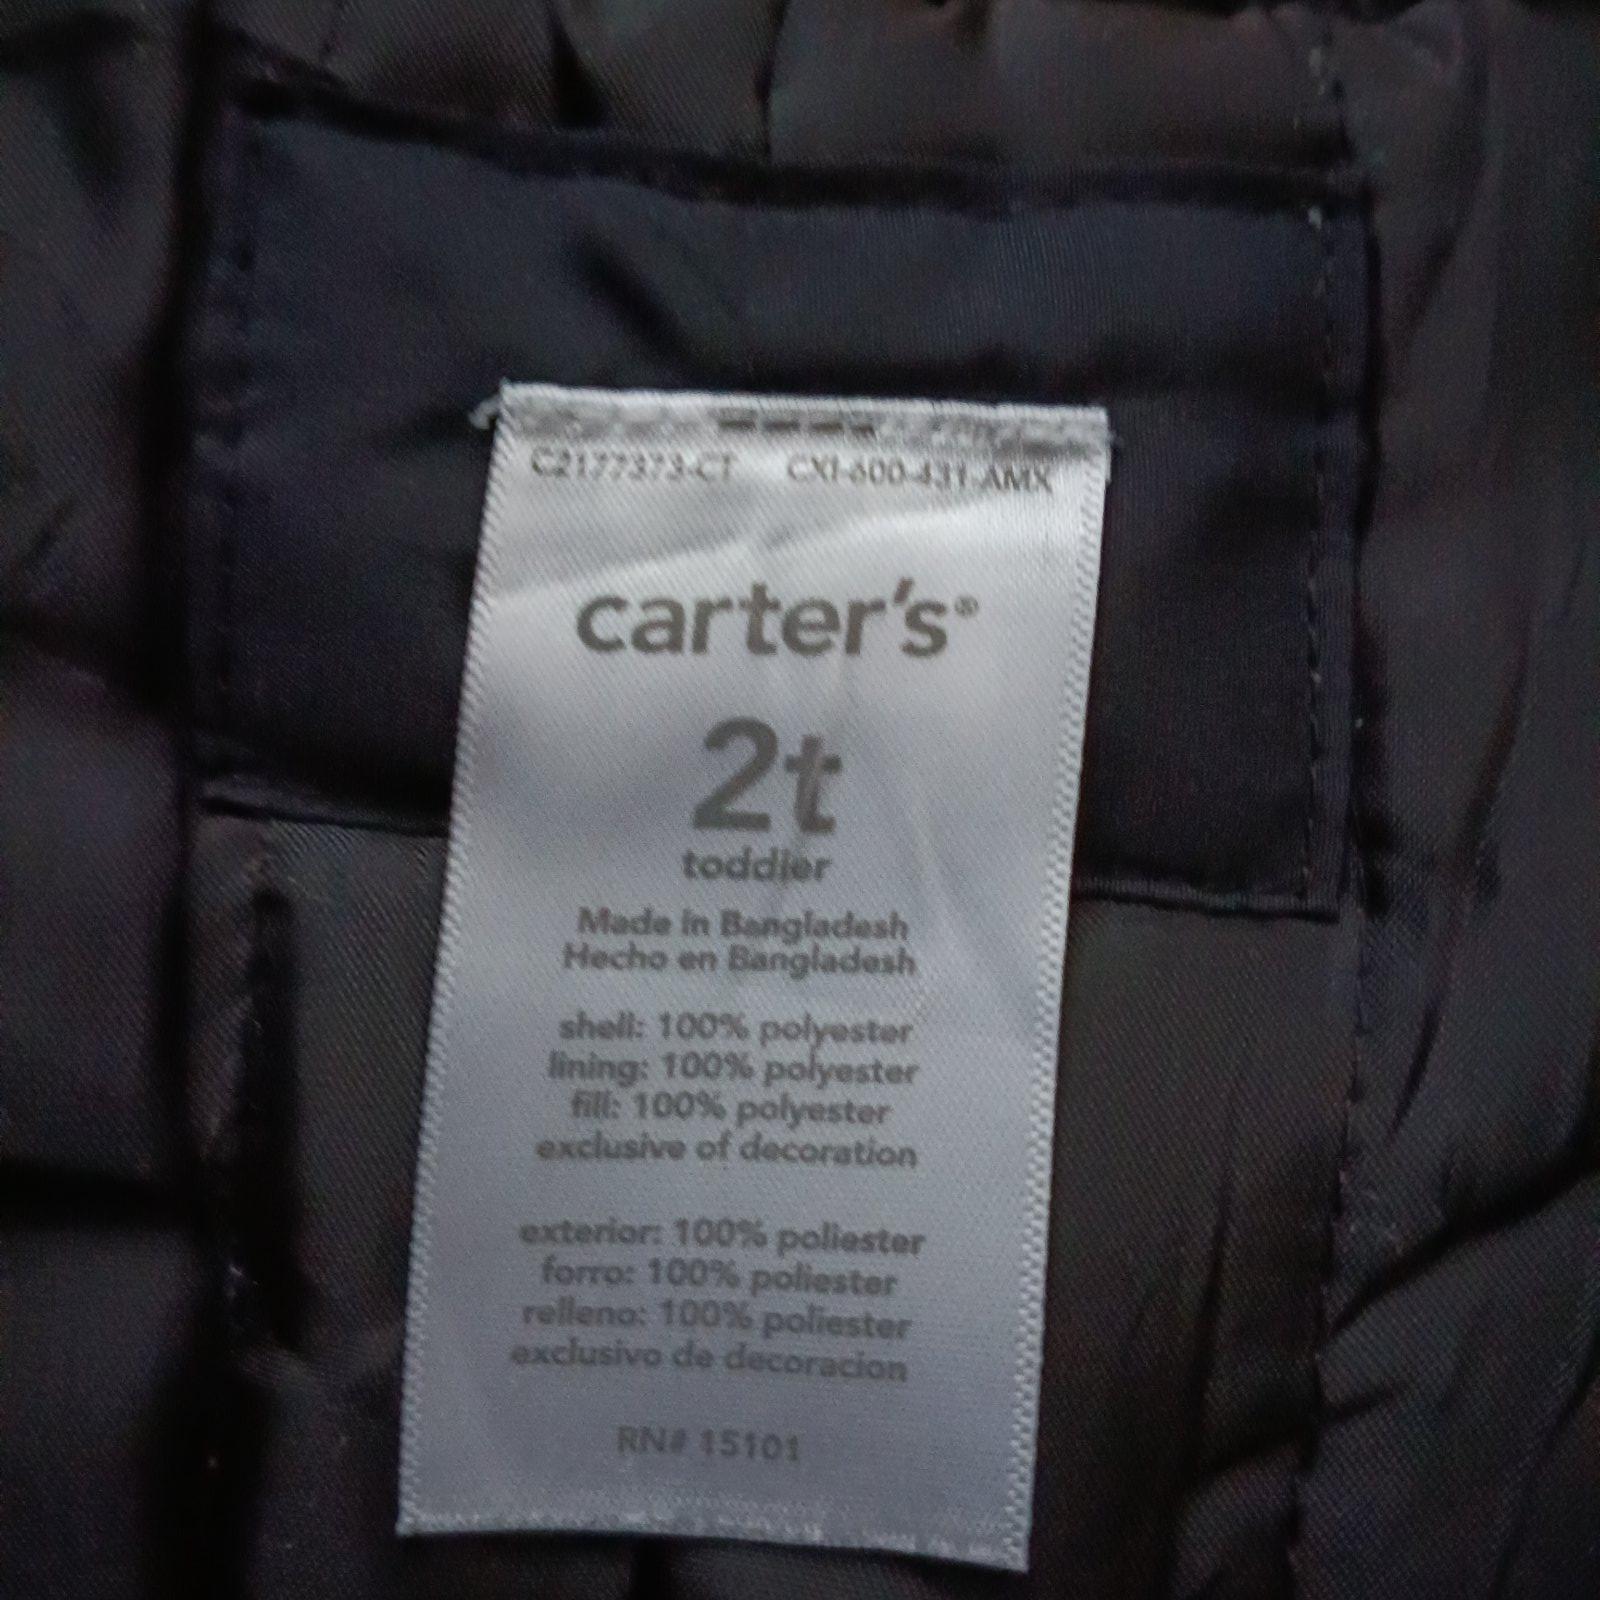 C2177373-CT CXI-600-431-AMX
carter's®
2t
toddler
Made in Bangladesh
Hecho en Bangladesh
shell: 100% polyester
lining: 100% polyester
fill: 100% polyester
exclusive of decoration
exterior: 100% poliester
forro: 100% poliester
relleno: 100% poliester
exclusivo de decoracion
RN# 15101